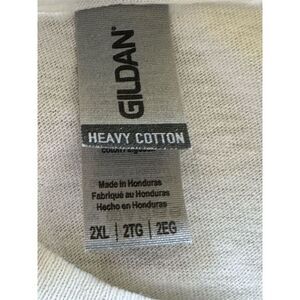 GILDAN®
HEAVY COTTON
Made in Honduras
Fabriqué au Honduras
Hecho en Honduras
2XL | 2TG | 2EG